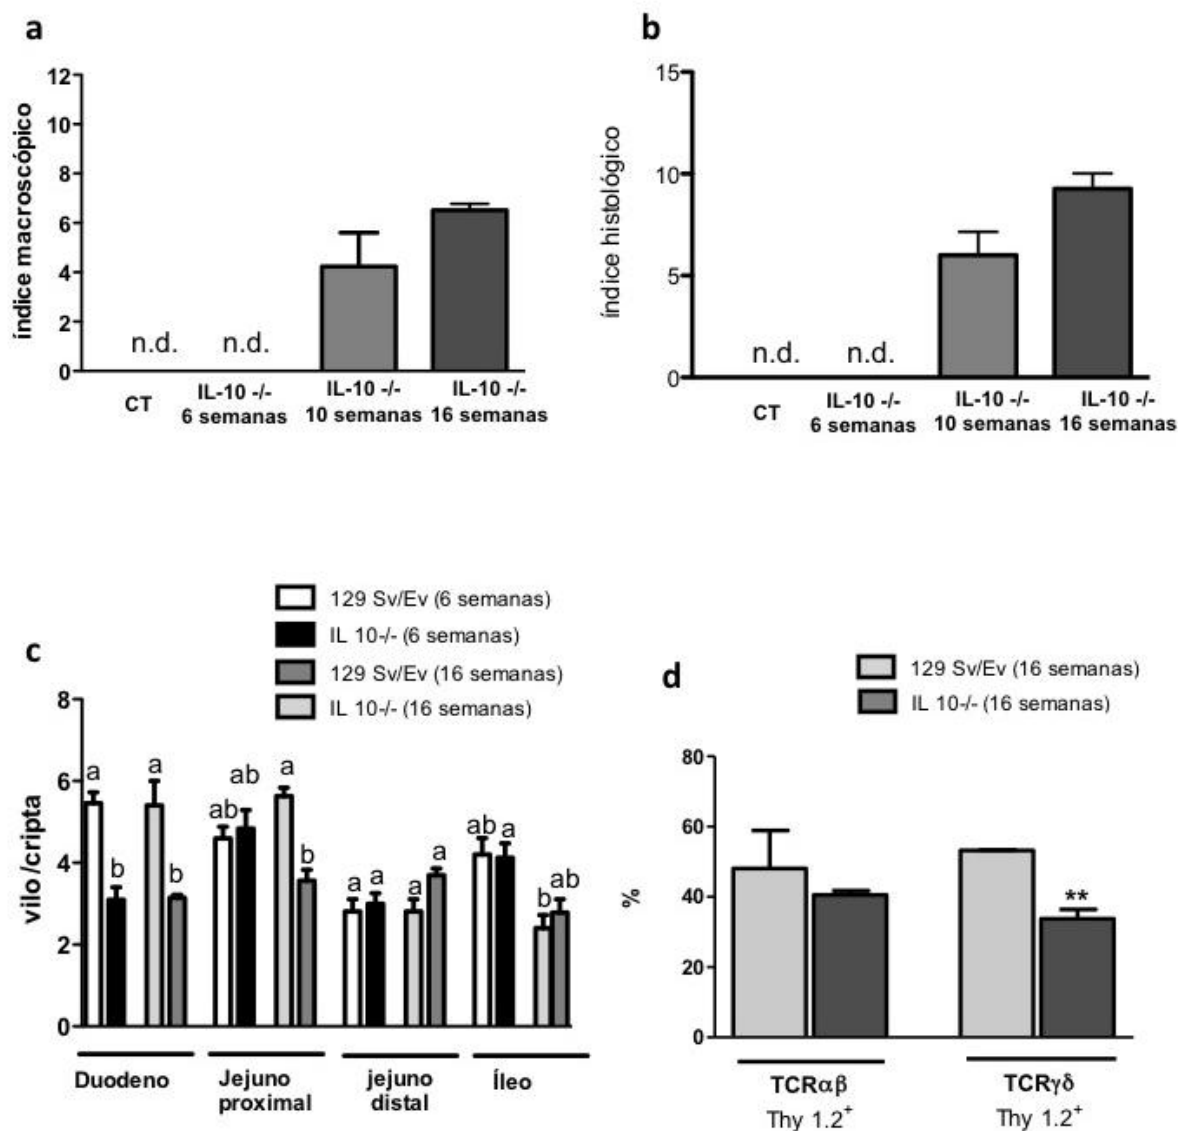 a
índice macroscópico
12
10
8
6
4
2
0
n.d.
n.d.
CT
IL-10 -/-
6 semanas
IL-10 -/-
10 semanas
IL-10 -/-
16 semanas
b
índice histológico
15
10
5
0
n.d.
n.d.
CT
IL-10 -/-
6 semanas
IL-10 -/-
10 semanas
IL-10 -/-
16 semanas
c
129 Sv/Ev (6 semanas)
IL 10-/- (6 semanas)
129 Sv/Ev (16 semanas)
IL 10-/- (16 semanas)
vilo/cripta
8
6
4
2
0
a
b
a
b
ab
ab
a
b
a
a
a
a
ab
a
b
ab
Duodeno
Jejuno
proximal
jejuno
distal
Íleo
d
129 Sv/Ev (16 semanas)
IL 10-/- (16 semanas)
%
80
60
40
20
0
**
TCRαβ
Thy 1.2⁺
TCRγδ
Thy 1.2⁺